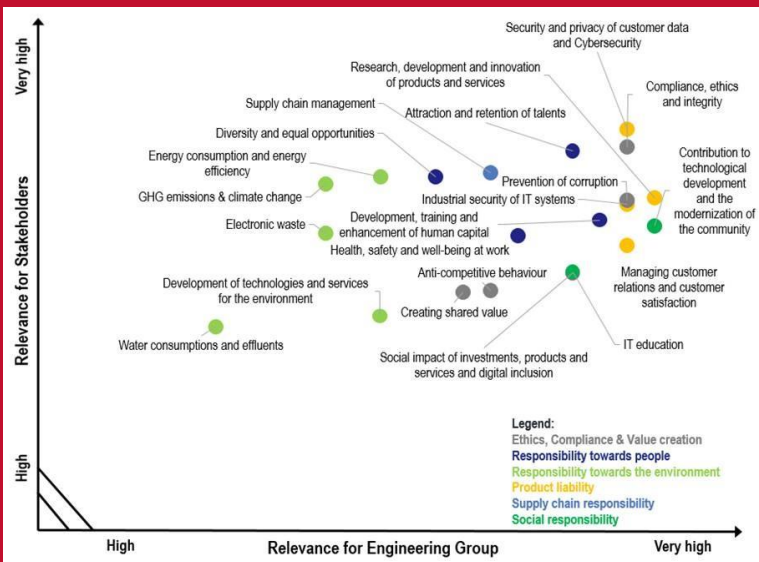 Very high
Relevance for Stakeholders
High
Security and privacy of customer data
and Cybersecurity
Research, development and innovation
of products and services
Compliance, ethics
and integrity
Supply chain management
Attraction and retention of talents
Diversity and equal opportunities
Contribution to
technological
development
and the
modernization of
the community
Energy consumption and energy
efficiency
Prevention of corruption
GHG emissions & climate change
Industrial security of IT systems
Electronic waste
Development, training and
enhancement of human capital
Health, safety and well-being at work
Anti-competitive behaviour
Managing customer
relations and customer
satisfaction
Development of technologies and services
for the environment
Creating shared value
Water consumptions and effluents
IT education
Social impact of investments, products and
services and digital inclusion
Legend:
Ethics, Compliance & Value creation
Responsibility towards people
Responsibility towards the environment
Product liability
Supply chain responsibility
Social responsibility
High
Relevance for Engineering Group
Very high